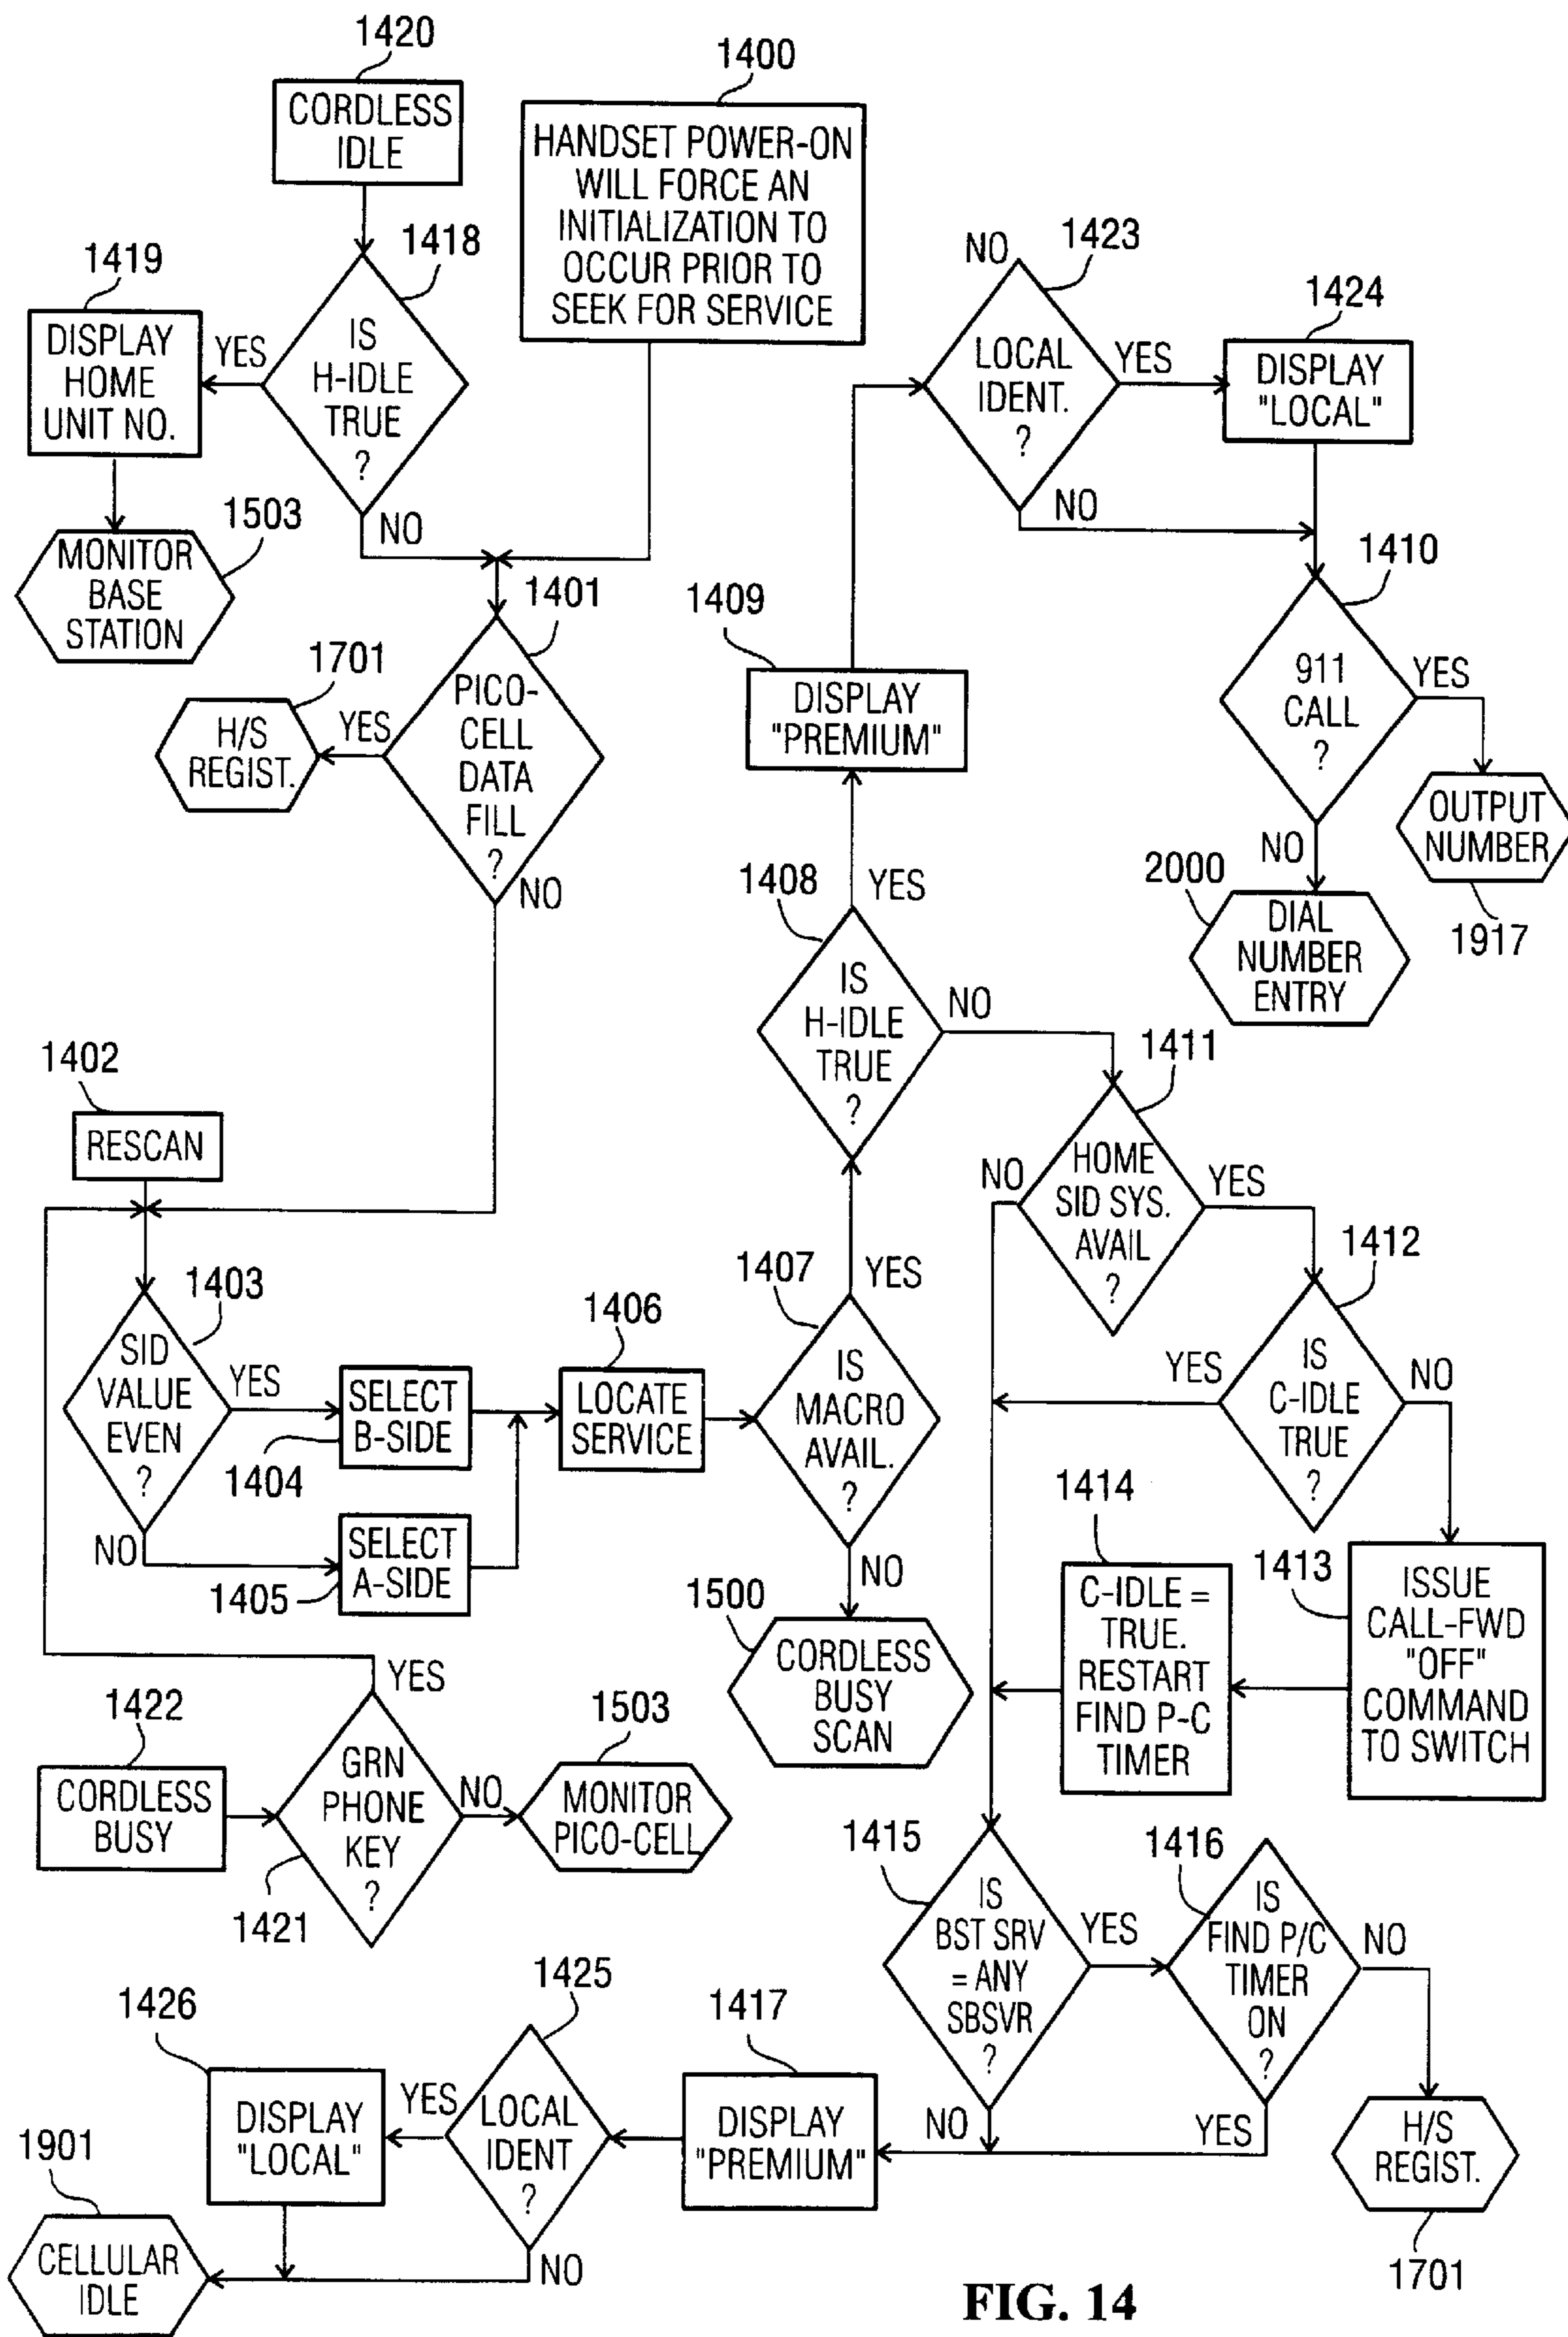 1420
CORDLESS
IDLE
1400
HANDSET POWER-ON
WILL FORCE AN
INITIALIZATION TO
OCCUR PRIOR TO
SEEK FOR SERVICE
1418
IS
H-IDLE
TRUE
?
YES
NO
1419
DISPLAY
HOME
UNIT NO.
1503
MONITOR
BASE
STATION
1401
PICO-
CELL
DATA
FILL
?
YES
NO
1701
H/S
REGIST.
NO
1423
LOCAL
IDENT.
?
YES
NO
1424
DISPLAY
"LOCAL"
1410
911
CALL
?
YES
NO
OUTPUT
NUMBER
1917
2000
DIAL
NUMBER
ENTRY
1409
DISPLAY
"PREMIUM"
1408
YES
IS
H-IDLE
TRUE
?
NO
1402
RESCAN
1403
SID
VALUE
EVEN
?
YES
NO
SELECT
B-SIDE
1404
SELECT
A-SIDE
1405
1406
LOCATE
SERVICE
1407
YES
IS
MACRO
AVAIL.
?
NO
1500
CORDLESS
BUSY
SCAN
1411
HOME
SID SYS.
AVAIL
?
NO
YES
1412
IS
C-IDLE
TRUE
?
YES
NO
1413
ISSUE
CALL-FWD
"OFF"
COMMAND
TO SWITCH
1414
C-IDLE =
TRUE.
RESTART
FIND P-C
TIMER
1422
CORDLESS
BUSY
YES
GRN
PHONE
KEY
?
1421
NO
1503
MONITOR
PICO-CELL
1415
IS
BST SRV
= ANY
SBSVR
?
YES
NO
1416
IS
FIND P/C
TIMER
ON
?
NO
YES
H/S
REGIST.
1701
1417
DISPLAY
"PREMIUM"
1425
LOCAL
IDENT
?
YES
NO
1426
DISPLAY
"LOCAL"
1901
CELLULAR
IDLE
FIG. 14